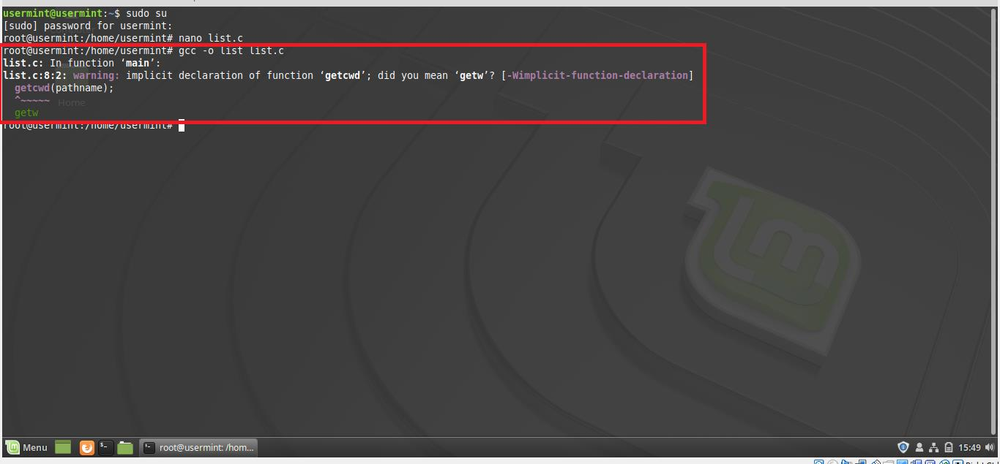 usermint@usermint:~$ sudo su
[sudo] password for usermint:
root@usermint:/home/usermint# nano list.c
root@usermint:/home/usermint# gcc -o list list.c
list.c: In function ‘main’:
list.c:8:2: warning: implicit declaration of function ‘getcwd’; did you mean ‘getw’? [-Wimplicit-function-declaration]
getcwd(pathname);
^~~~~~
Home
getw
root@usermint:/home/usermint#
Menu
root@usermint: /hom...
15:49